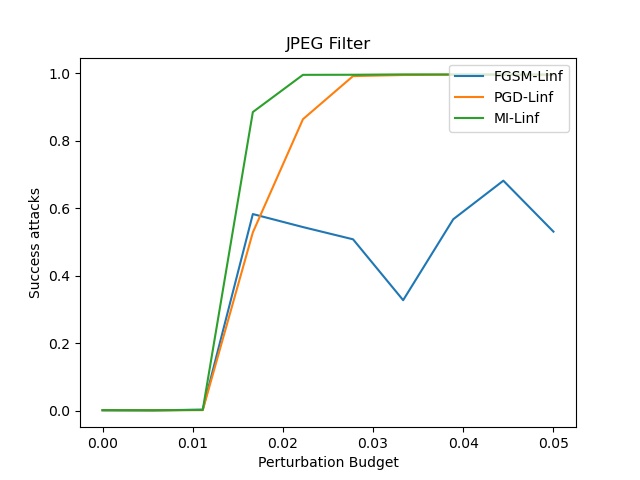 JPEG Filter
Success attacks
1.0
0.8
0.6
0.4
0.2
0.0
FGSM-Linf
PGD-Linf
MI-Linf
0.00 0.01 0.02 0.03 0.04 0.05
Perturbation Budget